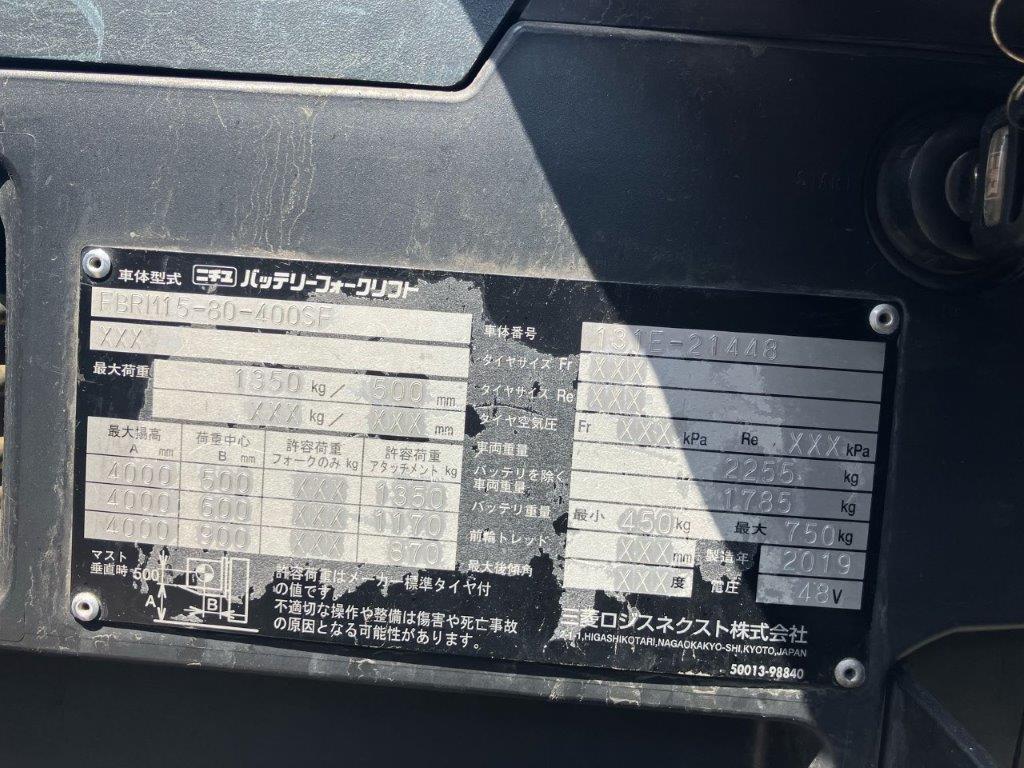 車体型式 ニチユ バッテリーフォークリフト
FBRM15-80-400SF
XXX
最大荷重 1350 kg/ 500 mm
XXX kg/ XXX mm
最大揚高 A mm 荷重中心 B mm 許容荷重 フォークのみ kg 許容荷重 アタッチメント kg
4000 500 XXX 1350
4000 600 XXX 1170
4000 900 XXX 870
マスト垂直時 500 A B
許容荷重はメーカー標準タイヤ付
の値です。
不適切な操作や整備は傷害や死亡事故
の原因となる可能性があります。
車体番号 131E-21448
タイヤサイズ Fr XXX
タイヤサイズ Re XXX
タイヤ空気圧 Fr XXX kPa Re XXX kPa
車両重量 2255 kg
バッテリを除く車両重量 1785 kg
バッテリ重量 最小 450 kg 最大 750 kg
前輪トレッド XXX mm 製造年 2019
最大後傾角 XXX 度 電圧 48 V
三菱ロジスネクスト株式会社
1-1,HIGASHIKOTARI,NAGAOKAKYO-SHI,KYOTO,JAPAN
50013-98840
START